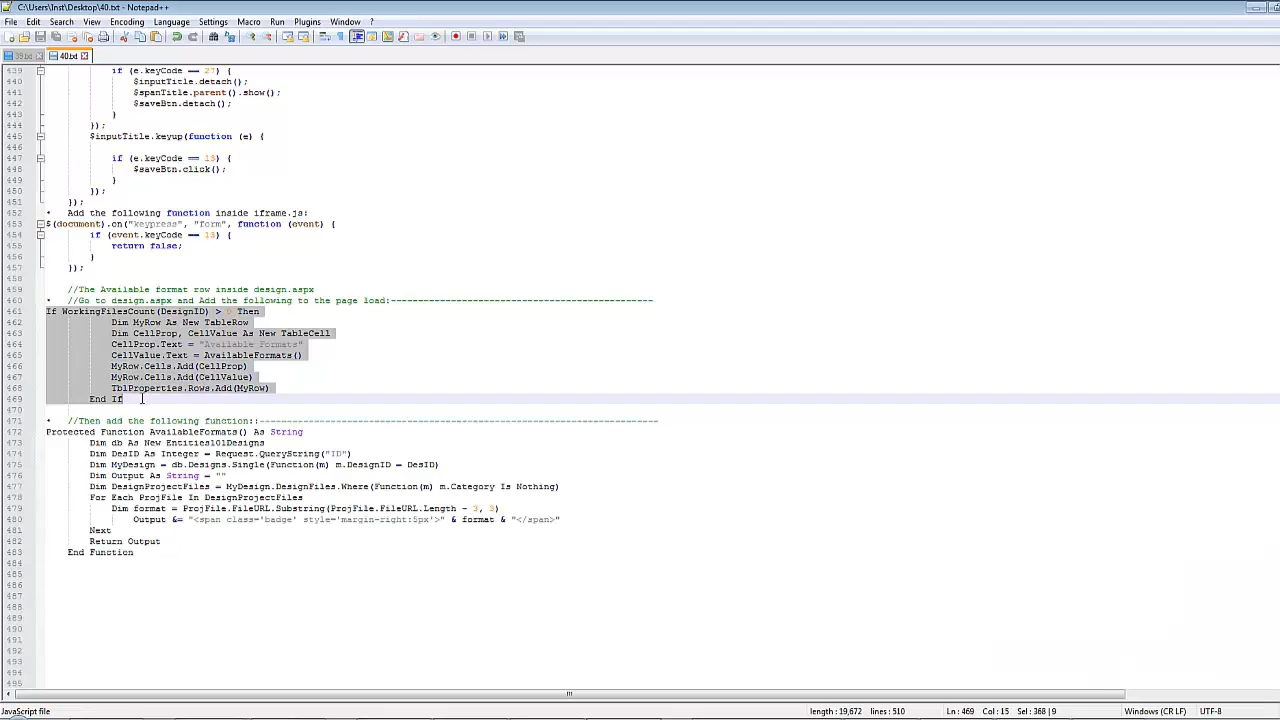 C:\Users\Inst\Desktop\40.txt - Notepad++
File Edit Search View Encoding Language Settings Macro Run Plugins Window ?
39.txt 40.txt
439 if (e.keyCode == 27) {
440 $inputTitle.detach();
441 $spanTitle.parent().show();
442 $saveBtn.detach();
443 }
444 });
445 $inputTitle.keyup(function (e) {
446
447 if (e.keyCode == 13) {
448 $saveBtn.click();
449 }
450 });
451 });
452 • Add the following function inside iframe.js:
453 $(document).on("keypress", "form", function (event) {
454 if (event.keyCode == 13) {
455 return false;
456 }
457 });
458
459 //The Available format row inside design.aspx
460 • //Go to design.aspx and Add the following to the page load:------------------------------------------------
461 If WorkingFilesCount(DesignID) > 0 Then
462 Dim MyRow As New TableRow
463 Dim CellProp, CellValue As New TableCell
464 CellProp.Text = "Available Formats"
465 CellValue.Text = AvailableFormats()
466 MyRow.Cells.Add(CellProp)
467 MyRow.Cells.Add(CellValue)
468 TblProperties.Rows.Add(MyRow)
469 End If
470
471 • //Then add the following function::-------------------------------------------------------------------------
472 Protected Function AvailableFormats() As String
473 Dim db As New Entities101Designs
474 Dim DesID As Integer = Request.QueryString("ID")
475 Dim MyDesign = db.Designs.Single(Function(m) m.DesignID = DesID)
476 Dim Output As String = ""
477 Dim DesignProjectFiles = MyDesign.DesignFiles.Where(Function(m) m.Category Is Nothing)
478 For Each ProjFile In DesignProjectFiles
479 Dim format = ProjFile.FileURL.Substring(ProjFile.FileURL.Length - 3, 3)
480 Output &= "<span class='badge' style='margin-right:5px'>" & format & "</span>"
481 Next
482 Return Output
483 End Function
484
485
486
487
488
489
490
491
492
493
494
495
JavaScript file length : 19,672 lines : 510 Ln : 469 Col : 15 Sel : 368 | 9 Windows (CR LF) UTF-8